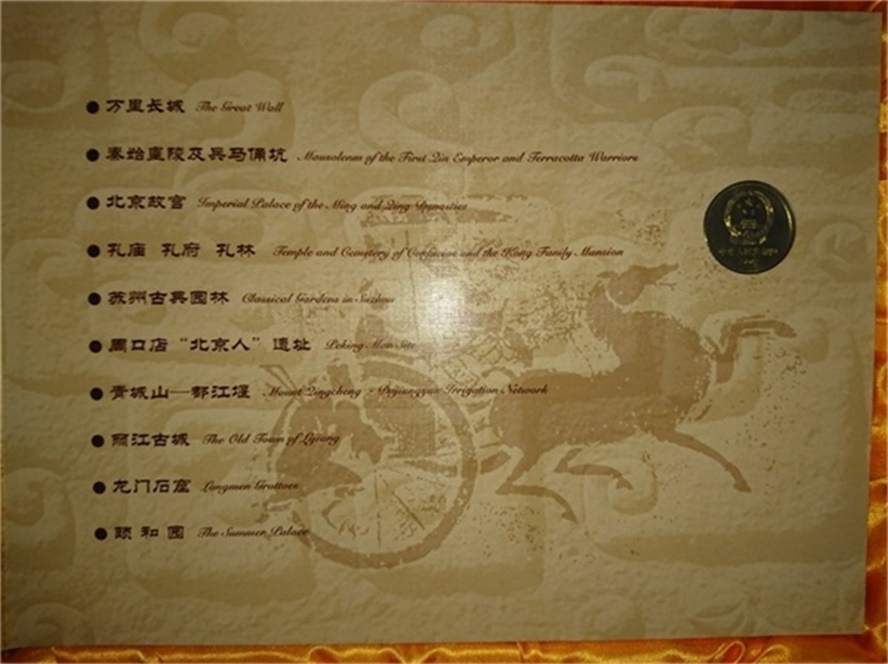 ● 万里长城 The Great Wall
● 秦始皇陵及兵马俑坑 Mausoleum of the First Qin Emperor and Terracotta Warriors
● 北京故宫 Imperial Palace of the Ming and Qing Dynasties
● 孔庙 孔府 孔林 Temple and Cemetery of Confucius and the Kong Family Mansion
● 苏州古典园林 Classical Gardens in Suzhou
● 周口店“北京人”遗址 Peking Man Site
● 青城山—都江堰 Mount Qingcheng - Dujiangyan Irrigation Network
● 丽江古城 The Old Town of Lijiang
● 龙门石窟 Longmen Grottoes
● 颐和园 The Summer Palace